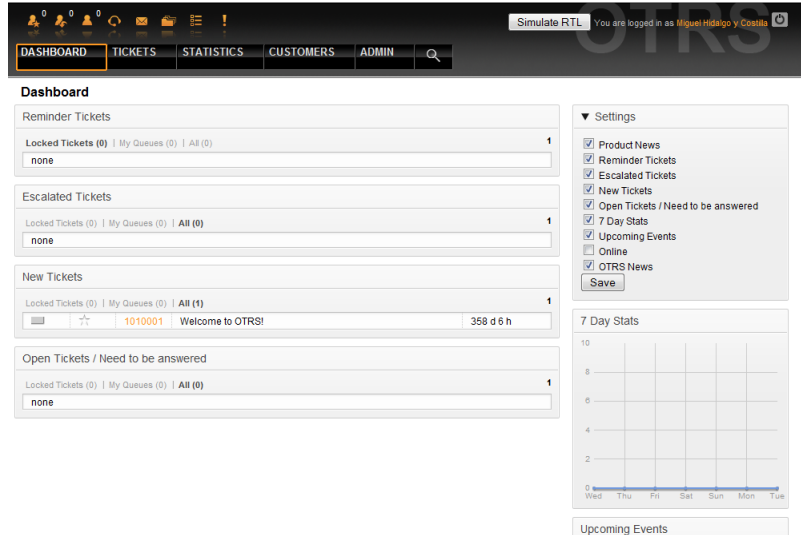 0 0 0
Simulate RTL You are logged in as Miguel Hidalgo y Costilla
OTRS
DASHBOARD TICKETS STATISTICS CUSTOMERS ADMIN
Dashboard
Reminder Tickets
Locked Tickets (0) | My Queues (0) | All (0) 1
none
Escalated Tickets
Locked Tickets (0) | My Queues (0) | All (0) 1
none
New Tickets
Locked Tickets (0) | My Queues (0) | All (1) 1
1010001 Welcome to OTRS! 358 d 6 h
Open Tickets / Need to be answered
Locked Tickets (0) | My Queues (0) | All (0) 1
none
▼ Settings
Product News
Reminder Tickets
Escalated Tickets
New Tickets
Open Tickets / Need to be answered
7 Day Stats
Upcoming Events
Online
OTRS News
Save
7 Day Stats
10
8
6
4
2
0
Wed Thu Fri Sat Sun Mon Tue
Upcoming Events